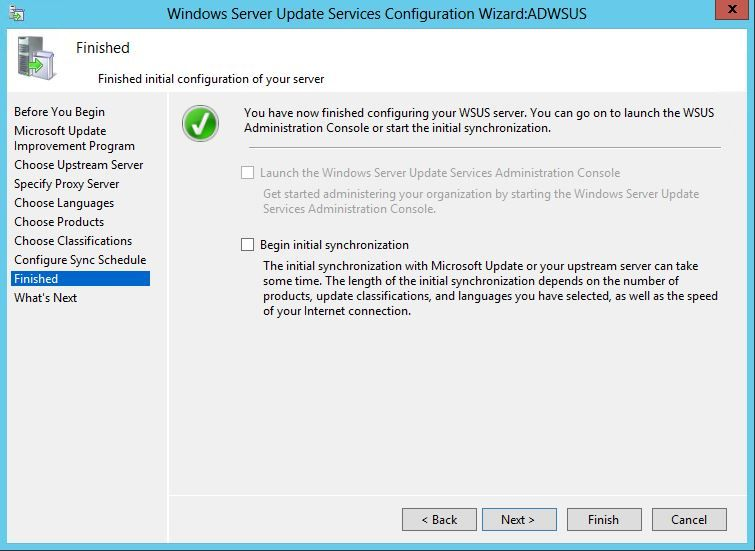 Windows Server Update Services Configuration Wizard:ADWSUS
x
Finished
Finished initial configuration of your server
Before You Begin
Microsoft Update
Improvement Program
Choose Upstream Server
Specify Proxy Server
Choose Languages
Choose Products
Choose Classifications
Configure Sync Schedule
Finished
What's Next
You have now finished configuring your WSUS server. You can go on to launch the WSUS
Administration Console or start the initial synchronization.
Launch the Windows Server Update Services Administration Console
Get started administering your organization by starting the Windows Server Update
Services Administration Console.
Begin initial synchronization
The initial synchronization with Microsoft Update or your upstream server can take
some time. The length of the initial synchronization depends on the number of
products, update classifications, and languages you have selected, as well as the speed
of your Internet connection.
< Back
Next >
Finish
Cancel